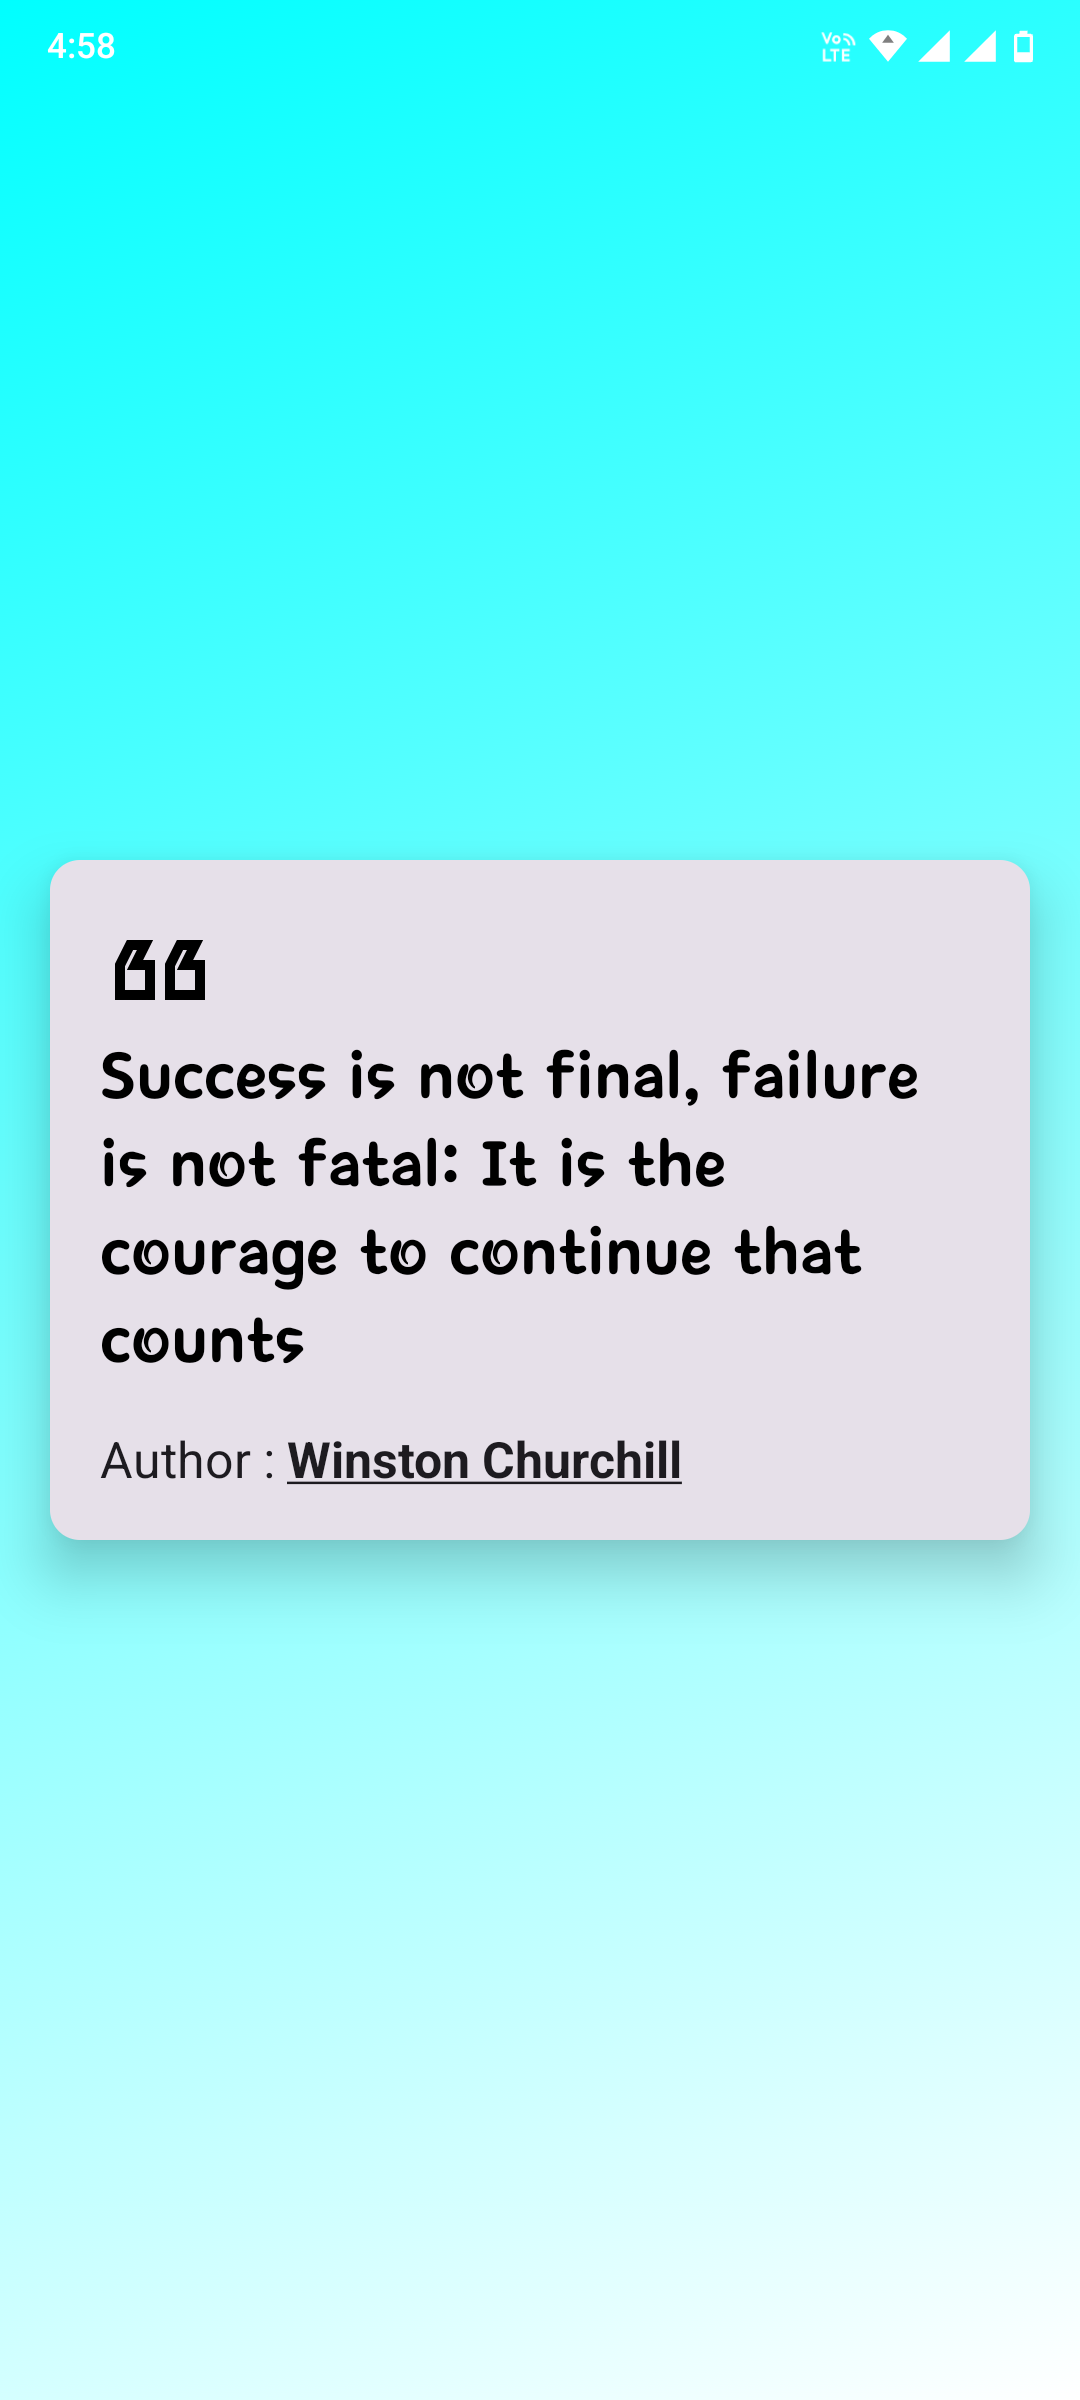 4:58
Vo
LTE
❝
Success is not final, failure
is not fatal: It is the
courage to continue that
counts
Author : Winston Churchill